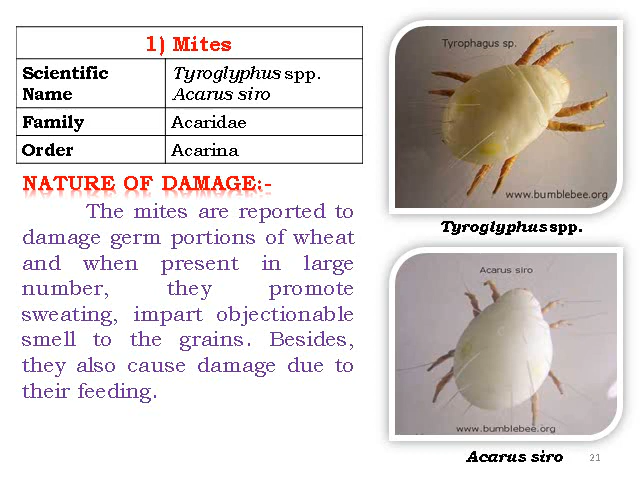 1) Mites
Scientific
Name
Tyroglyphus spp.
Acarus siro
Family
Acaridae
Order
Acarina
NATURE OF DAMAGE:-
The mites are reported to
damage germ portions of wheat
and when present in large
number, they promote
sweating, impart objectionable
smell to the grains. Besides,
they also cause damage due to
their feeding.
Tyrophagus sp.
www.bumblebee.org
Tyroglyphus spp.
Acarus siro
www.bumblebee.org
Acarus siro
21